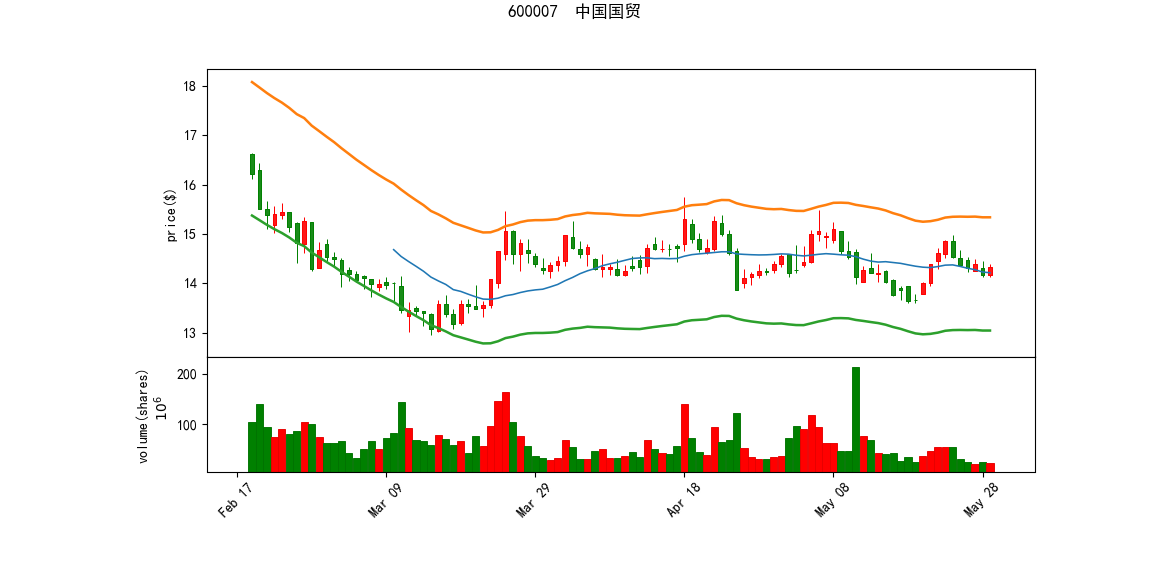 600007 中国国贸
18
17
16
15
14
13
price($)
200
100
volume(shares)
10^6
Feb 17
Mar 09
Mar 29
Apr 18
May 08
May 28